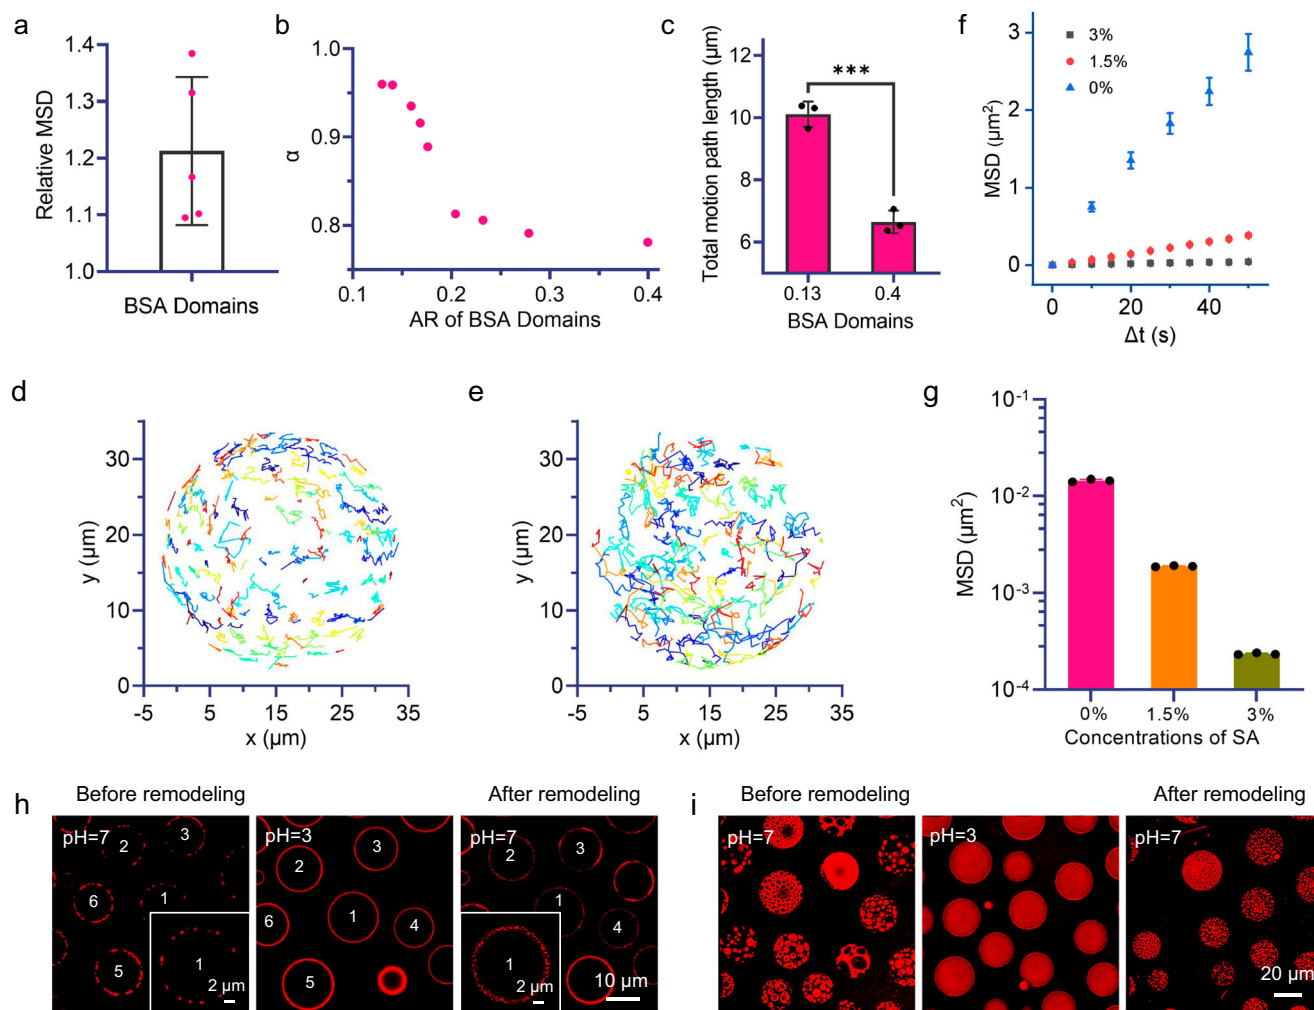 a
Relative MSD
1.4
1.3
1.2
1.1
1.0
BSA Domains
b
α
1.0
0.9
0.8
0.1
0.2
0.3
0.4
AR of BSA Domains
c
Total motion path length (µm)
12
10
8
6
***
0.13
0.4
BSA Domains
f
MSD (µm²)
3
2
1
0
3%
1.5%
0%
0
20
40
Δt (s)
d
y (µm)
30
20
10
0
-5
5
15
25
35
x (µm)
e
y (µm)
30
20
10
0
-5
5
15
25
35
x (µm)
g
MSD (µm²)
10⁻¹
10⁻²
10⁻³
10⁻⁴
0%
1.5%
3%
Concentrations of SA
h
Before remodeling
After remodeling
pH=7
2
3
6
1
5
1
2 µm
pH=3
3
2
1
6
4
5
pH=7
2
3
1
4
1
2 µm
10 µm
i
Before remodeling
After remodeling
pH=7
pH=3
pH=7
20 µm